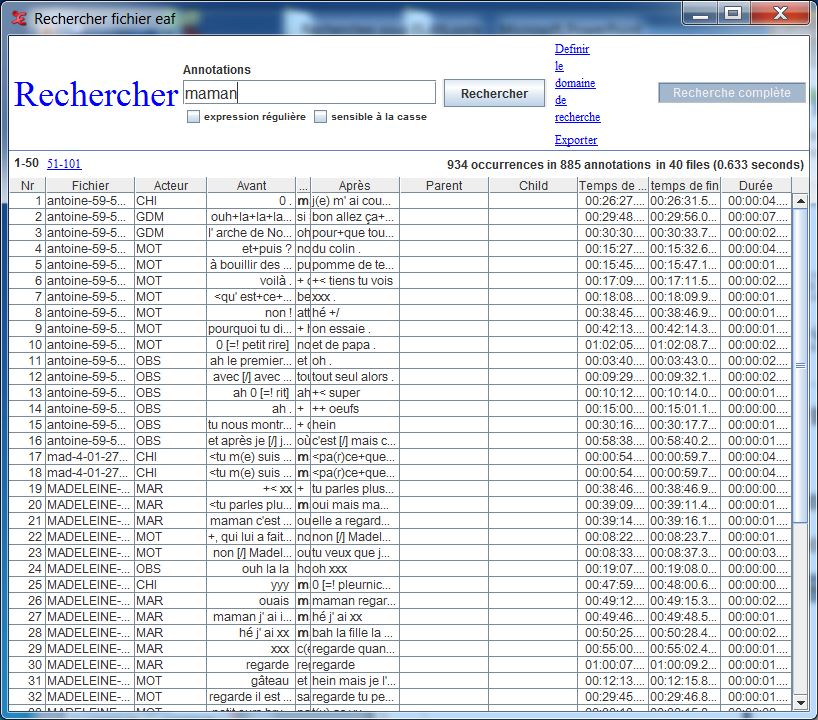 Rechercher fichier eaf
Annotations
Rechercher maman Rechercher
expression régulière sensible à la casse
Definir
le
domaine
de
recherche
Exporter
Recherche complète
1-50 51-101 934 occurrences in 885 annotations in 40 files (0.633 seconds)
Nr Fichier Acteur Avant ... Après Parent Child Temps de ... temps de fin Durée
1 antoine-59-5... CHI 0 . m j(e) m' ai cou... 00:26:27.... 00:26:31.5... 00:00:04....
2 antoine-59-5... GDM ouh+la+la+la... si bon allez ça+... 00:29:48.... 00:29:56.0... 00:00:07....
3 antoine-59-5... GDM l' arche de No... oh pour+que tou... 00:30:30.... 00:30:33.7... 00:00:02....
4 antoine-59-5... MOT et+puis ? no du colin . 00:15:27.... 00:15:32.6... 00:00:04....
5 antoine-59-5... MOT à bouillir des ... pu pomme de te... 00:15:45.... 00:15:47.1... 00:00:01....
6 antoine-59-5... MOT voilà . + +< tiens tu vois 00:17:09.... 00:17:11.5... 00:00:02....
7 antoine-59-5... MOT <qu' est+ce+... be xxx . 00:18:08.... 00:18:09.9... 00:00:01....
8 antoine-59-5... MOT non ! att hé +/ 00:38:45.... 00:38:46.9... 00:00:01....
9 antoine-59-5... MOT pourquoi tu di... + on essaie . 00:42:13.... 00:42:14.3... 00:00:01....
10 antoine-59-5... MOT 0 [=! petit rire] no et de papa . 01:02:05.... 01:02:08.7... 00:00:02....
11 antoine-59-5... OBS ah le premier... et oh . 00:03:40.... 00:03:43.0... 00:00:02....
12 antoine-59-5... OBS avec [/] avec ... tou tout seul alors . 00:09:29.... 00:09:32.1... 00:00:02....
13 antoine-59-5... OBS ah 0 [=! rit] ah +< super 00:10:12.... 00:10:14.0... 00:00:01....
14 antoine-59-5... OBS ah . + ++ oeufs 00:15:00.... 00:15:01.1... 00:00:00....
15 antoine-59-5... OBS tu nous montr... + hein 00:30:16.... 00:30:17.7... 00:00:01....
16 antoine-59-5... OBS et après je [/] j... où c'est [/] mais c... 00:58:38.... 00:58:40.2... 00:00:01....
17 mad-4-01-27... CHI <tu m(e) suis ... m <pa(r)ce+que... 00:00:54.... 00:00:59.7... 00:00:04....
18 mad-4-01-27... CHI <tu m(e) suis ... m <pa(r)ce+que... 00:00:54.... 00:00:59.7... 00:00:04....
19 MADELEINE-... MAR +< xx + tu parles plus... 00:38:46.... 00:38:46.9... 00:00:00....
20 MADELEINE-... MAR <tu parles plu... m oui mais ma... 00:39:09.... 00:39:11.4... 00:00:01....
21 MADELEINE-... MAR maman c'est ... ou elle a regard... 00:39:14.... 00:39:16.1... 00:00:01....
22 MADELEINE-... MOT +, qui lui a fait... no non [/] Madel... 00:08:22.... 00:08:23.7... 00:00:01....
23 MADELEINE-... MOT non [/] Madel... ou tu veux que j... 00:08:33.... 00:08:37.3... 00:00:03....
24 MADELEINE-... OBS ouh la la ho oh xxx 00:19:07.... 00:19:08.0... 00:00:00....
25 MADELEINE-... CHI yyy m 0 [=! pleurnic... 00:47:59.... 00:48:00.6... 00:00:00....
26 MADELEINE-... MAR ouais m maman regar... 00:49:12.... 00:49:15.3... 00:00:02....
27 MADELEINE-... MAR maman j' ai i... m hé j' ai xx 00:49:46.... 00:49:48.5... 00:00:01....
28 MADELEINE-... MAR hé j' ai xx m bah la fille la ... 00:50:25.... 00:50:28.4... 00:00:02....
29 MADELEINE-... MAR xxx c(e regarde quan... 00:55:00.... 00:55:02.4... 00:00:01....
30 MADELEINE-... MAR regarde re regarde 01:00:07.... 01:00:09.2... 00:00:01....
31 MADELEINE-... MOT gâteau et hein mais je l'... 00:12:13.... 00:12:15.8... 00:00:01....
32 MADELEINE-... MOT regarde il est ... sa regarde tu pe... 00:29:45.... 00:29:46.8... 00:00:01....